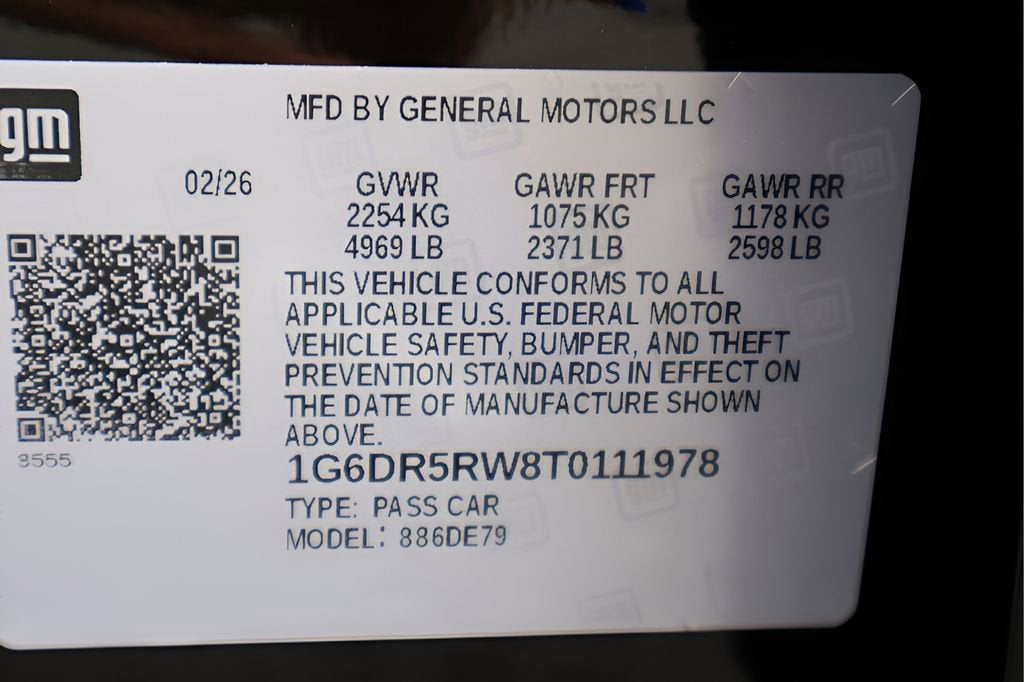 gm
MFD BY GENERAL MOTORS LLC
02/26 GVWR GAWR FRT GAWR RR
2254 KG 1075 KG 1178 KG
4969 LB 2371 LB 2598 LB
THIS VEHICLE CONFORMS TO ALL
APPLICABLE U.S. FEDERAL MOTOR
VEHICLE SAFETY, BUMPER, AND THEFT
PREVENTION STANDARDS IN EFFECT ON
THE DATE OF MANUFACTURE SHOWN
ABOVE.
1G6DR5RW8T0111978
TYPE: PASS CAR
MODEL: 886DE79